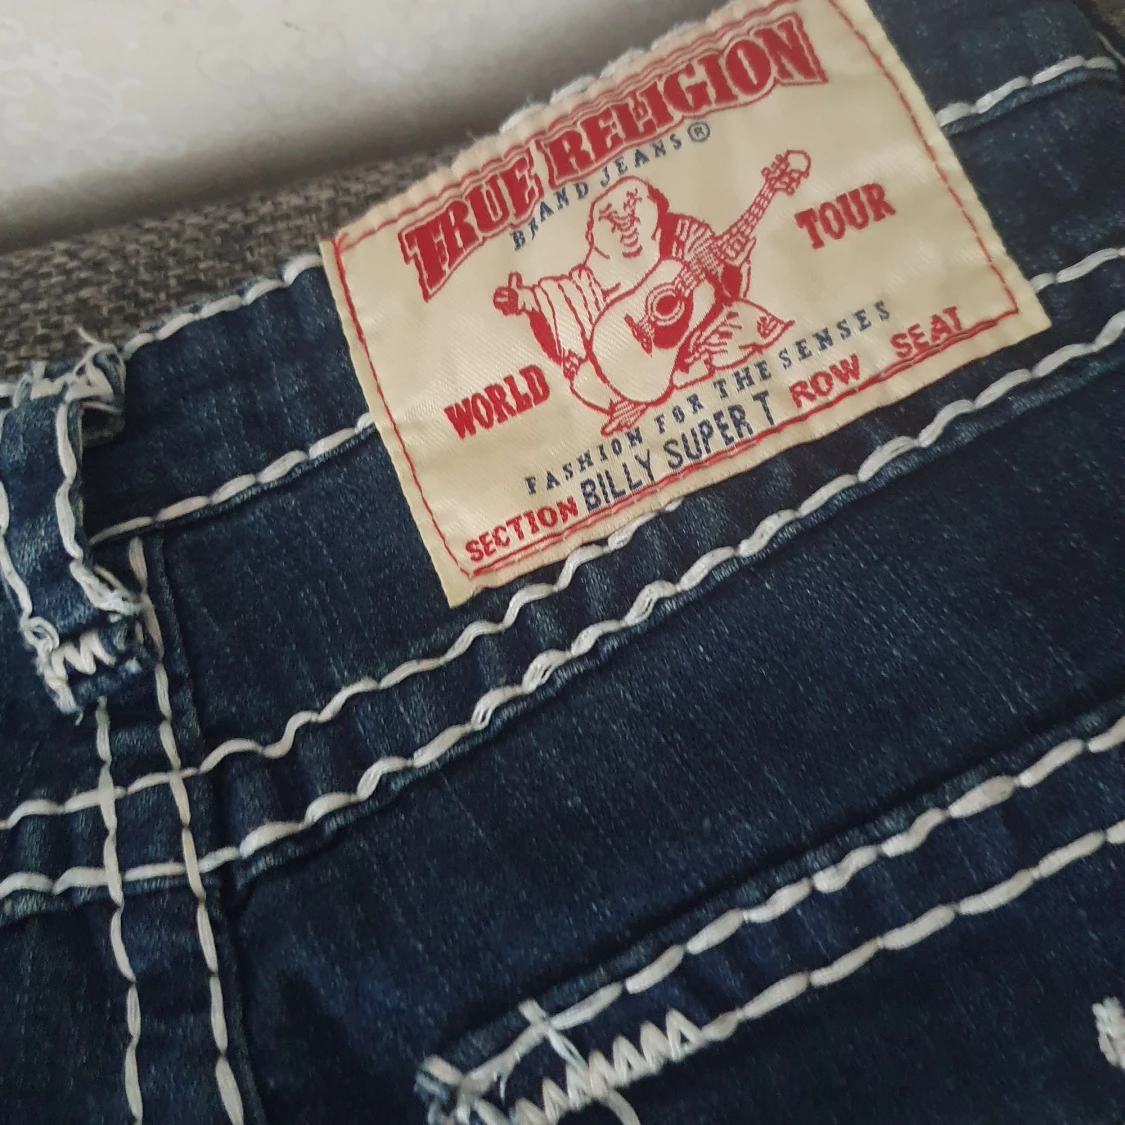 TRUE RELIGION
BRAND JEANS®
WORLD TOUR
FASHION FOR THE SENSES
SECTION BILLY SUPER T ROW SEAT